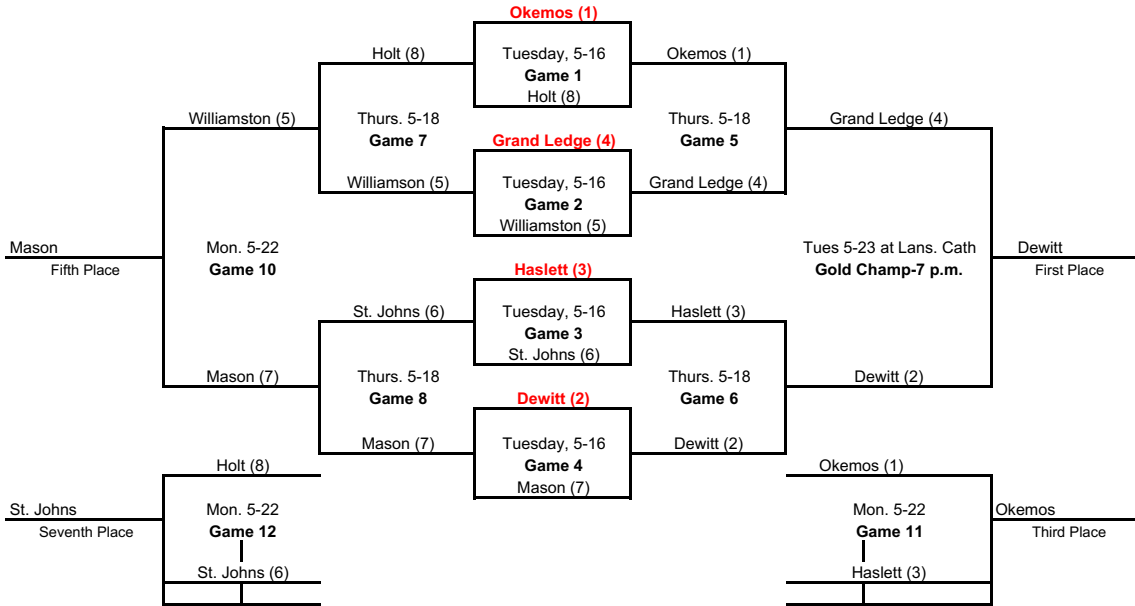 Okemos (1)
Holt (8)
Tuesday, 5-16
Okemos (1)
Game 1
Holt (8)
Williamston (5)
Thurs. 5-18
Thurs. 5-18
Grand Ledge (4)
Game 7
Grand Ledge (4)
Game 5
Williamson (5)
Tuesday, 5-16
Grand Ledge (4)
Game 2
Williamston (5)
Mason
Mon. 5-22
Tues 5-23 at Lans. Cath
Dewitt
Fifth Place
Game 10
Haslett (3)
Gold Champ-7 p.m.
First Place
St. Johns (6)
Tuesday, 5-16
Haslett (3)
Game 3
St. Johns (6)
Mason (7)
Thurs. 5-18
Thurs. 5-18
Dewitt (2)
Game 8
Dewitt (2)
Game 6
Mason (7)
Tuesday, 5-16
Dewitt (2)
Holt (8)
Game 4
Okemos (1)
Mason (7)
St. Johns
Mon. 5-22
Mon. 5-22
Okemos
Seventh Place
Game 12
Game 11
Third Place
St. Johns (6)
Haslett (3)